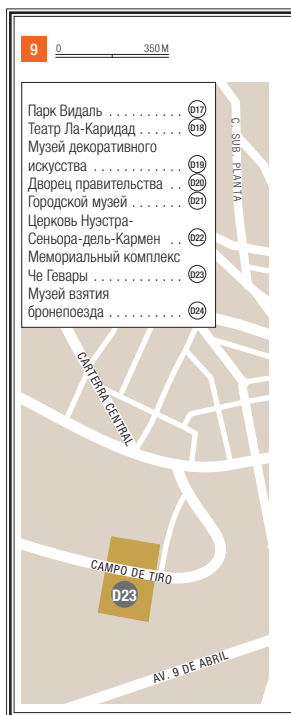 9
0 350 M
Парк Видаль . . . . . . . . . . D17
Театр Ла-Каридад . . . . . . D18
Музей декоративного
искусства . . . . . . . . . . . . D19
Дворец правительства . . D20
Городской музей . . . . . . . D21
Церковь Нуэстра-
Сеньора-дель-Кармен . . D22
Мемориальный комплекс
Че Гевары . . . . . . . . . . . . D23
Музей взятия
бронепоезда . . . . . . . . . . D24
C. SUB. PLANTA
CARTERRA CENTRAL
CAMPO DE TIRO
D23
AV. 9 DE ABRIL